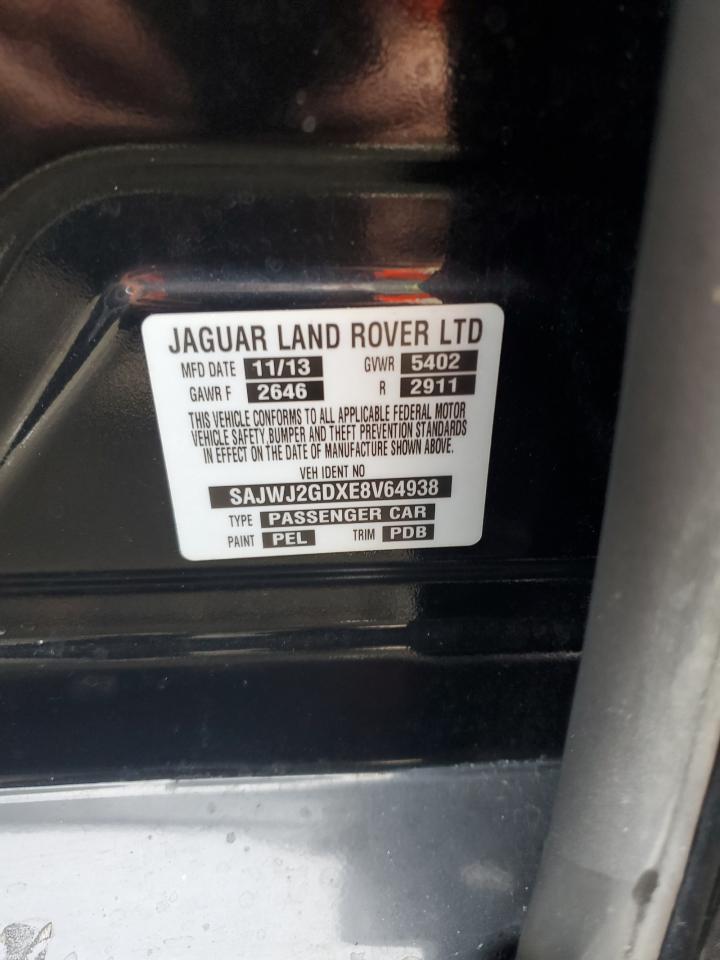 JAGUAR LAND ROVER LTD
MFD DATE 11/13 GVWR 5402
GAWR F 2646 R 2911
THIS VEHICLE CONFORMS TO ALL APPLICABLE FEDERAL MOTOR
VEHICLE SAFETY,BUMPER AND THEFT PREVENTION STANDARDS
IN EFFECT ON THE DATE OF MANUFACTURE SHOWN ABOVE.
VEH IDENT NO
SAJWJ2GDXE8V64938
TYPE PASSENGER CAR
PAINT PEL TRIM PDB